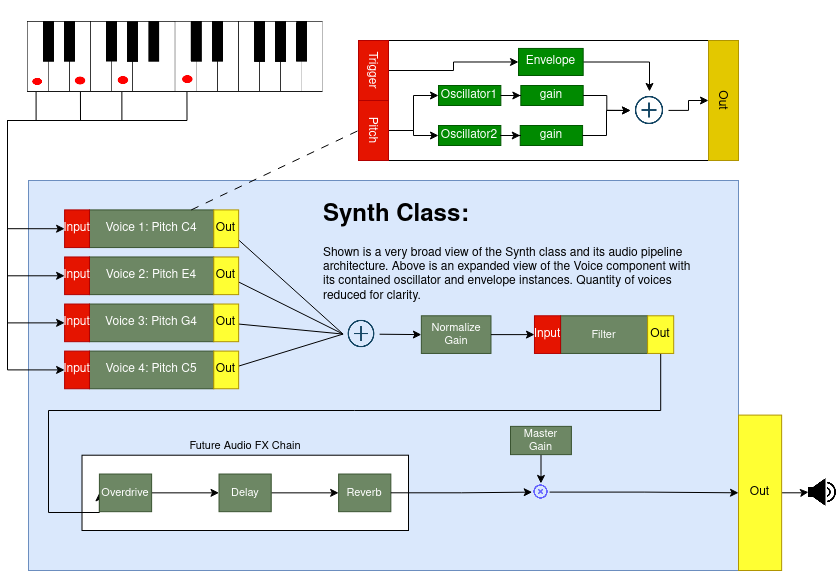 Trigger
Pitch
Envelope
Oscillator1
gain
Oscillator2
gain
Out
Synth Class:
Shown is a very broad view of the Synth class and its audio pipeline
architecture. Above is an expanded view of the Voice component with
its contained oscillator and envelope instances. Quantity of voices
reduced for clarity.
Input
Voice 1: Pitch C4
Out
Input
Voice 2: Pitch E4
Out
Input
Voice 3: Pitch G4
Out
Input
Voice 4: Pitch C5
Out
Normalize
Gain
Input
Filter
Out
Future Audio FX Chain
Overdrive
Delay
Reverb
Master
Gain
Out